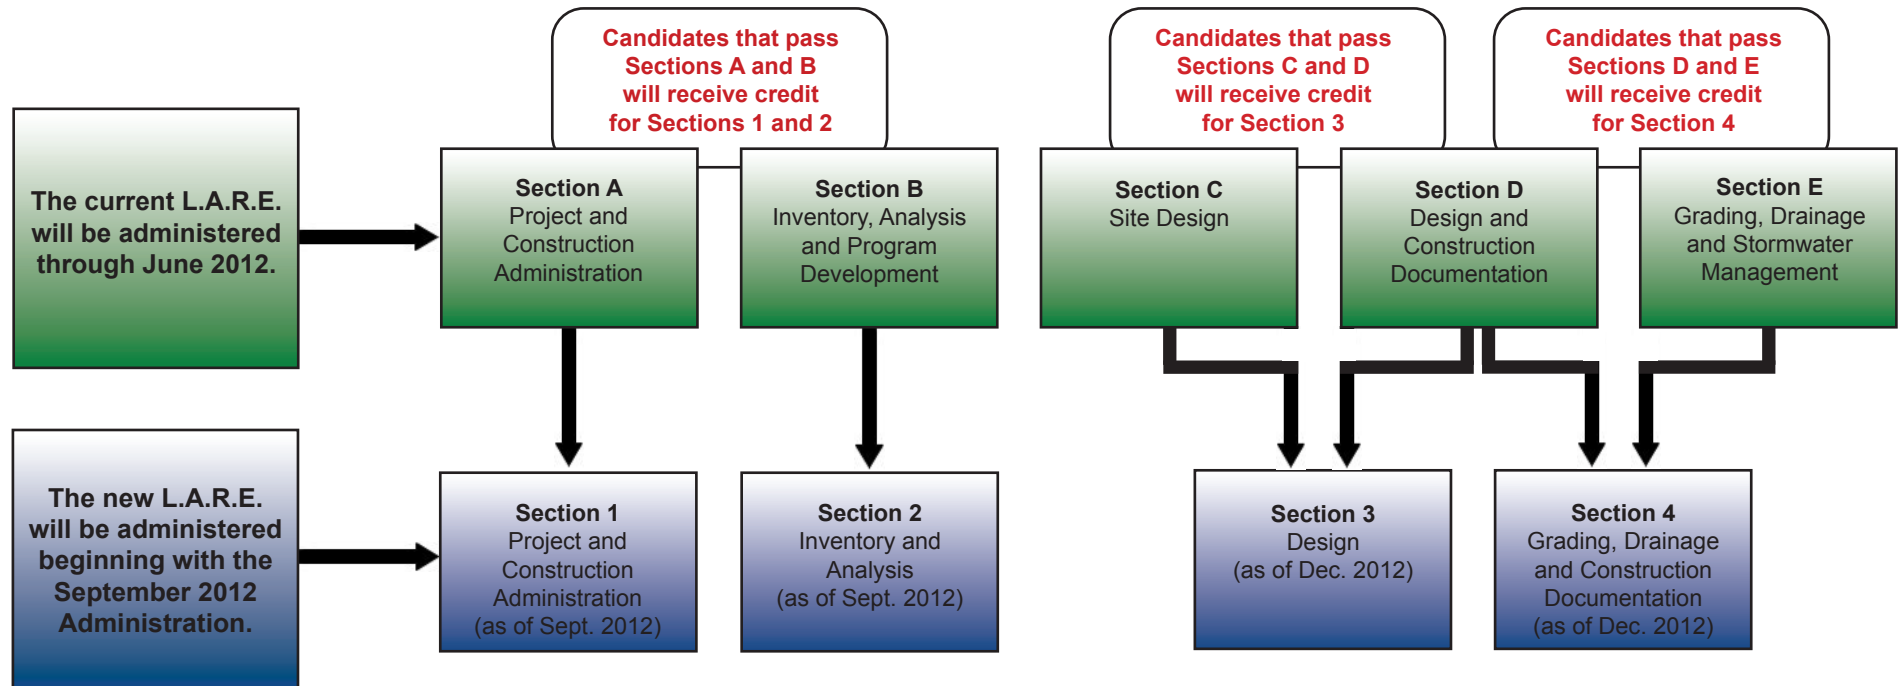 Candidates that pass
Sections A and B
will receive credit
for Sections 1 and 2
Candidates that pass
Sections C and D
will receive credit
for Section 3
Candidates that pass
Sections D and E
will receive credit
for Section 4
The current L.A.R.E.
will be administered
through June 2012.
Section A
Project and
Construction
Administration
Section B
Inventory, Analysis
and Program
Development
Section C
Site Design
Section D
Design and
Construction
Documentation
Section E
Grading, Drainage
and Stormwater
Management
The new L.A.R.E.
will be administered
beginning with the
September 2012
Administration.
Section 1
Project and
Construction
Administration
(as of Sept. 2012)
Section 2
Inventory and
Analysis
(as of Sept. 2012)
Section 3
Design
(as of Dec. 2012)
Section 4
Grading, Drainage
and Construction
Documentation
(as of Dec. 2012)